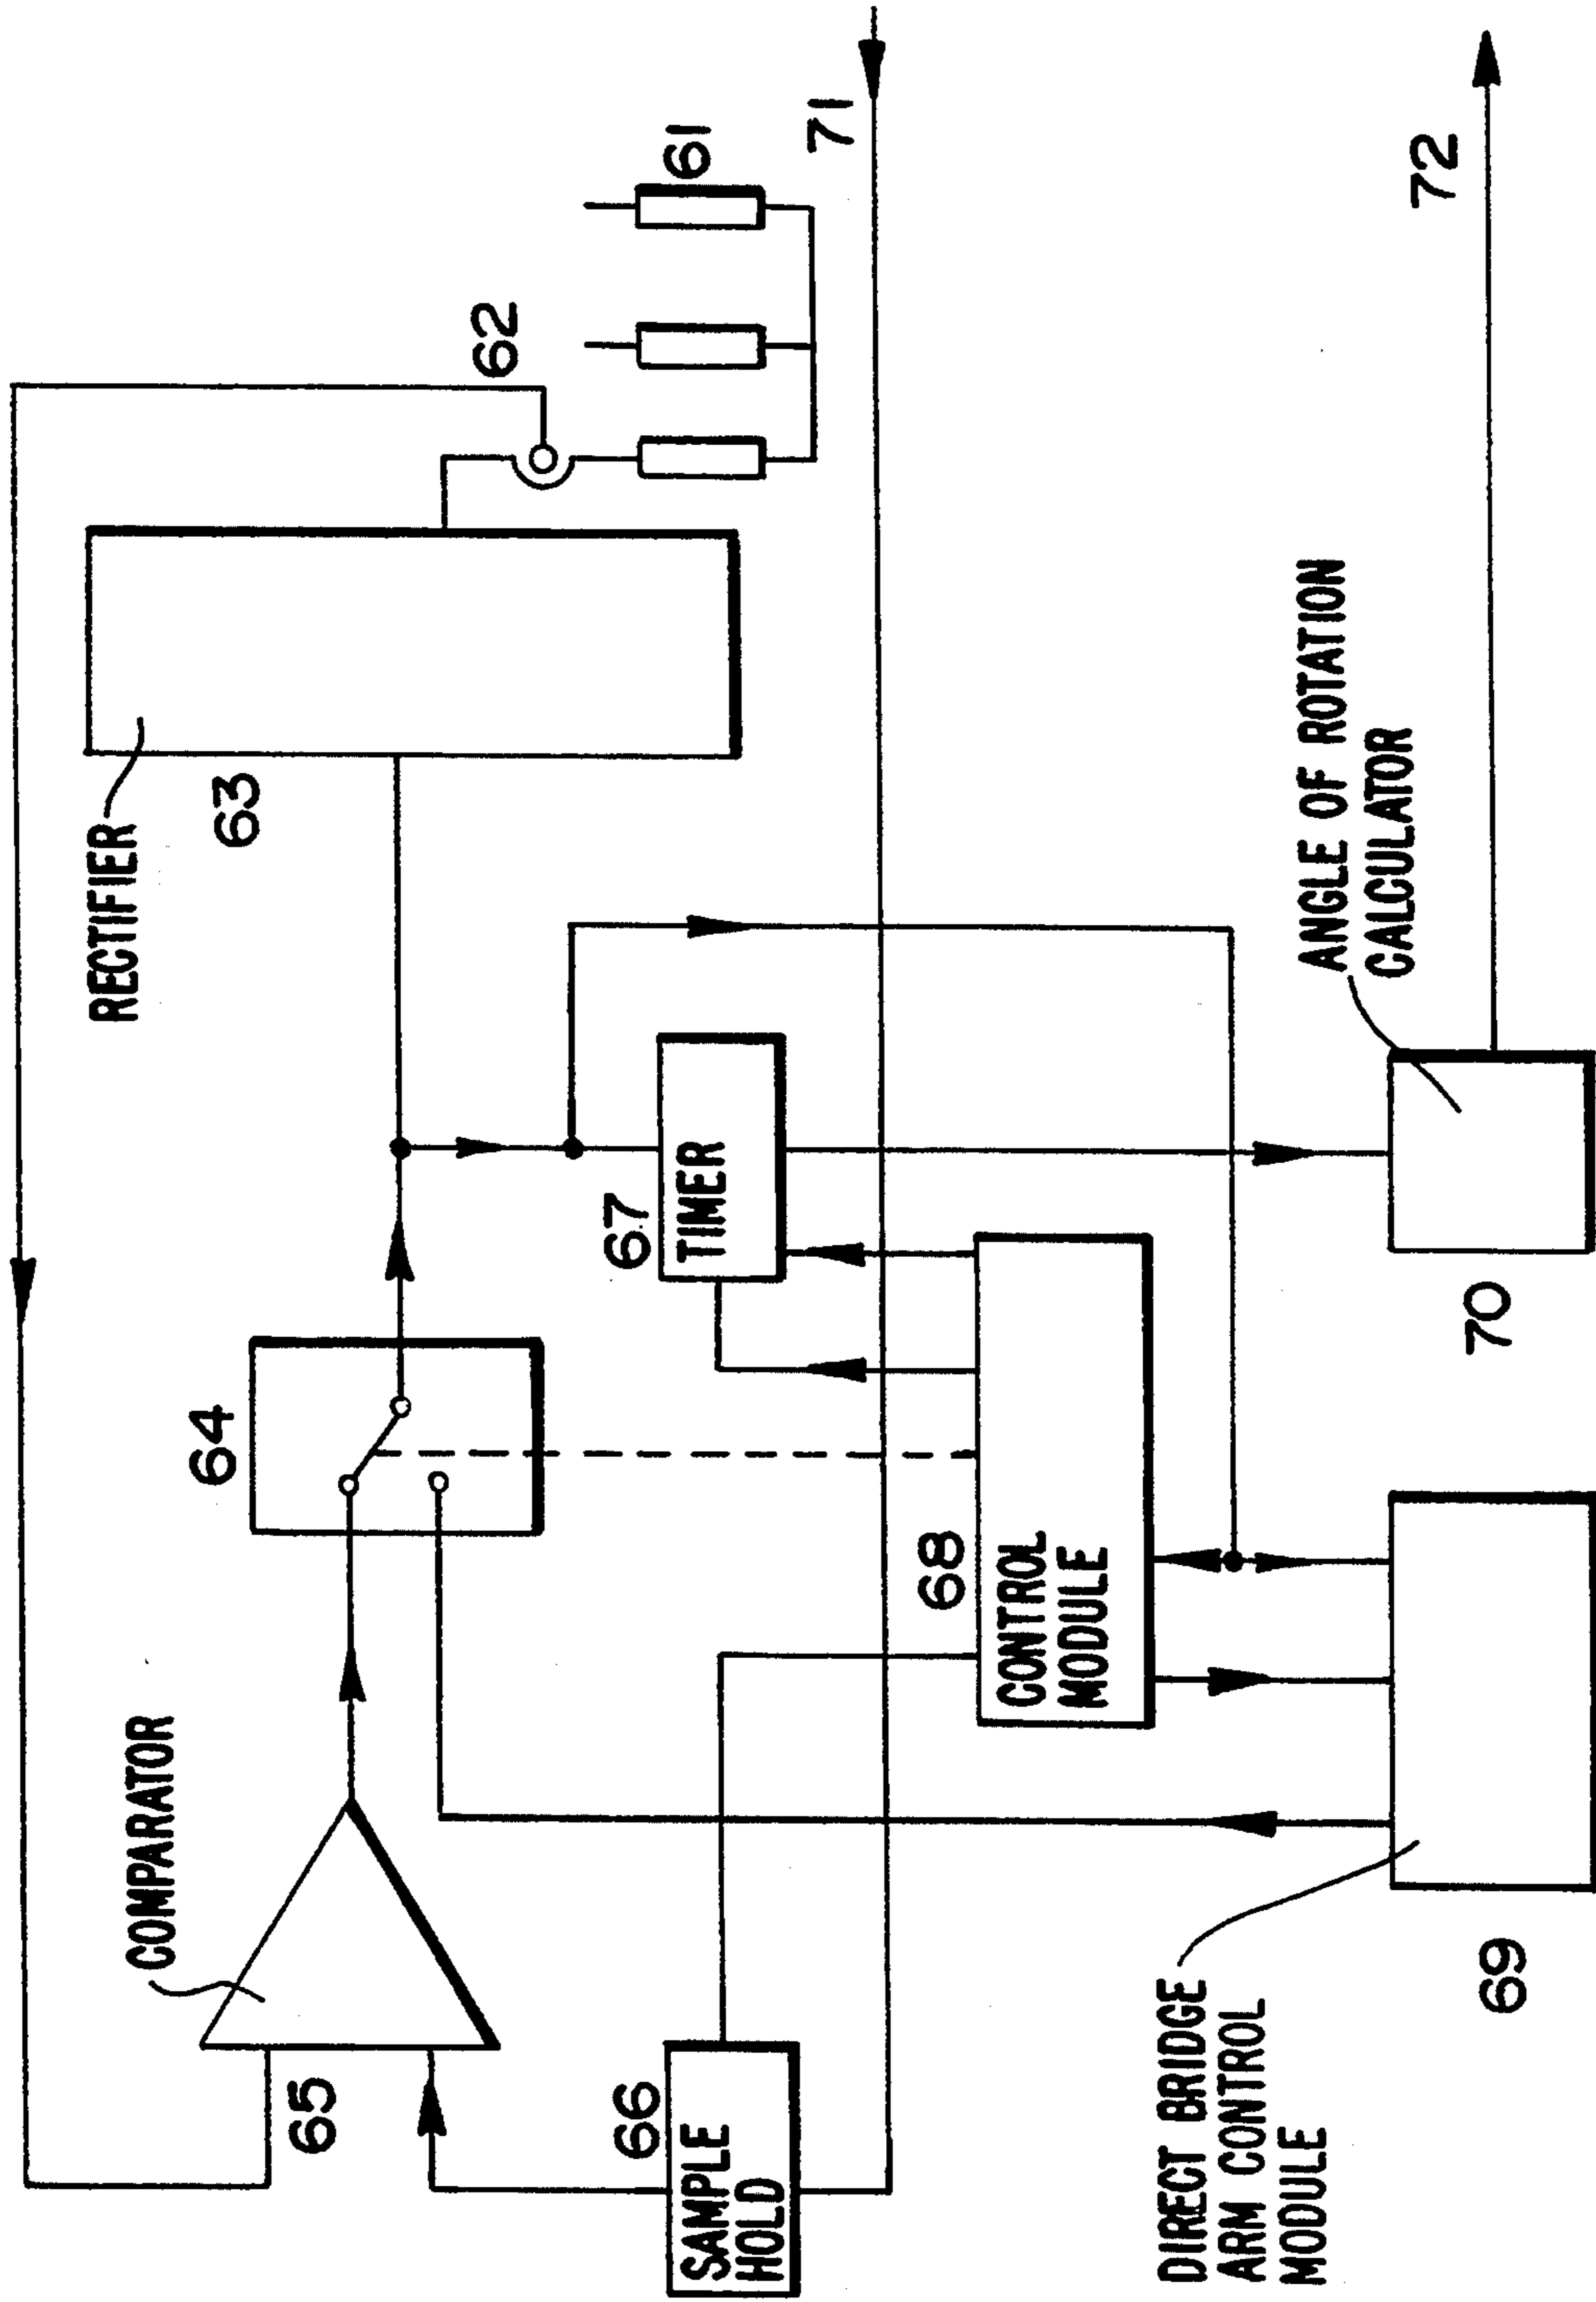 COMPARATOR
65
64
RECTIFIER
63
62
61
66
SAMPLE
HOLD
67
TIMER
71
68
CONTROL
MODULE
DIRECT BRIDGE
ARM CONTROL
MODULE
69
70
ANGLE OF ROTATION
CALCULATOR
72